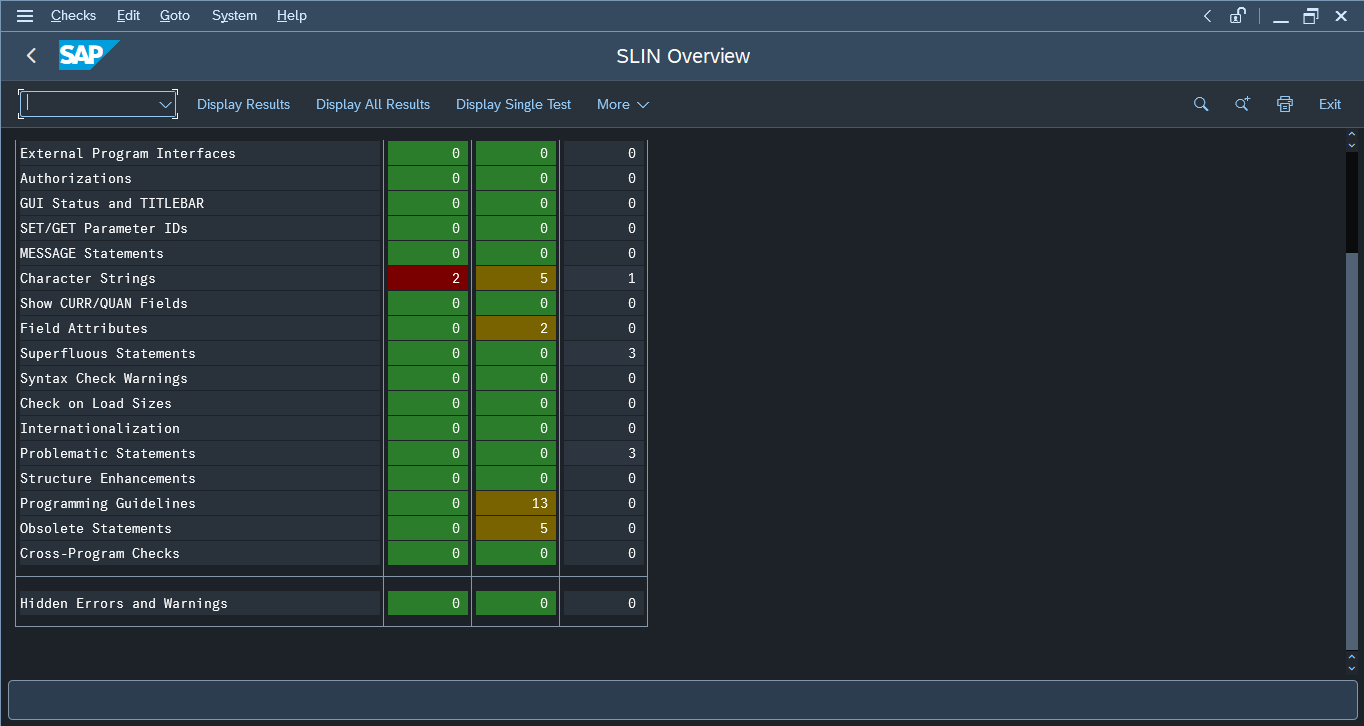 Checks Edit Goto System Help
SAP SLIN Overview
Display Results Display All Results Display Single Test More Exit
External Program Interfaces 0 0 0
Authorizations 0 0 0
GUI Status and TITLEBAR 0 0 0
SET/GET Parameter IDs 0 0 0
MESSAGE Statements 0 0 0
Character Strings 2 5 1
Show CURR/QUAN Fields 0 0 0
Field Attributes 0 2 0
Superfluous Statements 0 0 3
Syntax Check Warnings 0 0 0
Check on Load Sizes 0 0 0
Internationalization 0 0 0
Problematic Statements 0 0 3
Structure Enhancements 0 0 0
Programming Guidelines 0 13 0
Obsolete Statements 0 5 0
Cross-Program Checks 0 0 0
Hidden Errors and Warnings 0 0 0